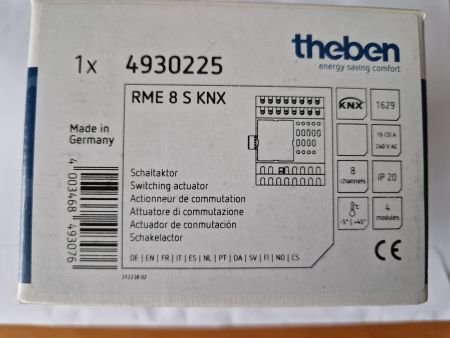 theben
energy saving comfort
1x 4930225
RME 8 S KNX
KNX
1629
Made in
Germany
240 V AC
8
channels
IP 20
-5° | +45°
4
modules
Schaltaktor
Switching actuator
Actionneur de commutation
Attuatore di commutazione
Actuador de conmutación
Schakelactor
DE | EN | FR | IT | ES | NL | PT | DA | SV | FI | NO | CS
4 003468 493076
CE